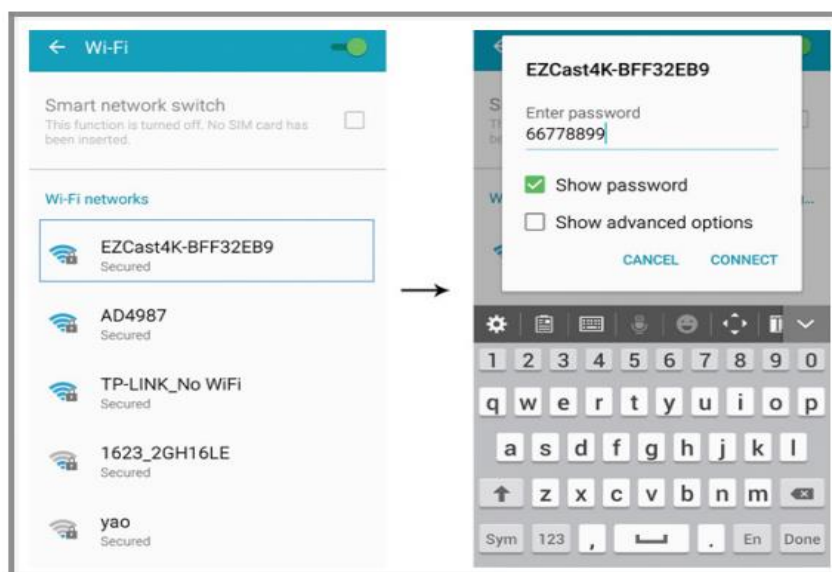 Wi-Fi
Smart network switch
This function is turned off. No SIM card has
been inserted.
Wi-Fi networks
EZCast4K-BFF32EB9
Secured
AD4987
Secured
TP-LINK_No WiFi
Secured
1623_2GH16LE
Secured
yao
Secured
EZCast4K-BFF32EB9
Enter password
66778899
Show password
Show advanced options
CANCEL CONNECT
1 2 3 4 5 6 7 8 9 0
q w e r t y u i o p
a s d f g h j k l
z x c v b n m
Sym 123 , . En Done